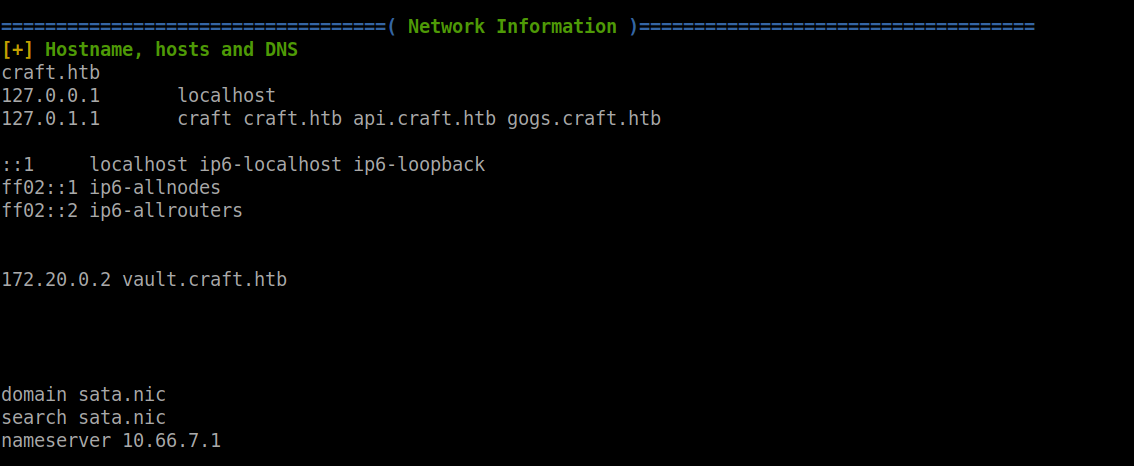 ===================================( Network Information )====================================
[+] Hostname, hosts and DNS
craft.htb
127.0.0.1       localhost
127.0.1.1       craft craft.htb api.craft.htb gogs.craft.htb
::1     localhost ip6-localhost ip6-loopback
ff02::1 ip6-allnodes
ff02::2 ip6-allrouters
172.20.0.2 vault.craft.htb
domain sata.nic
search sata.nic
nameserver 10.66.7.1